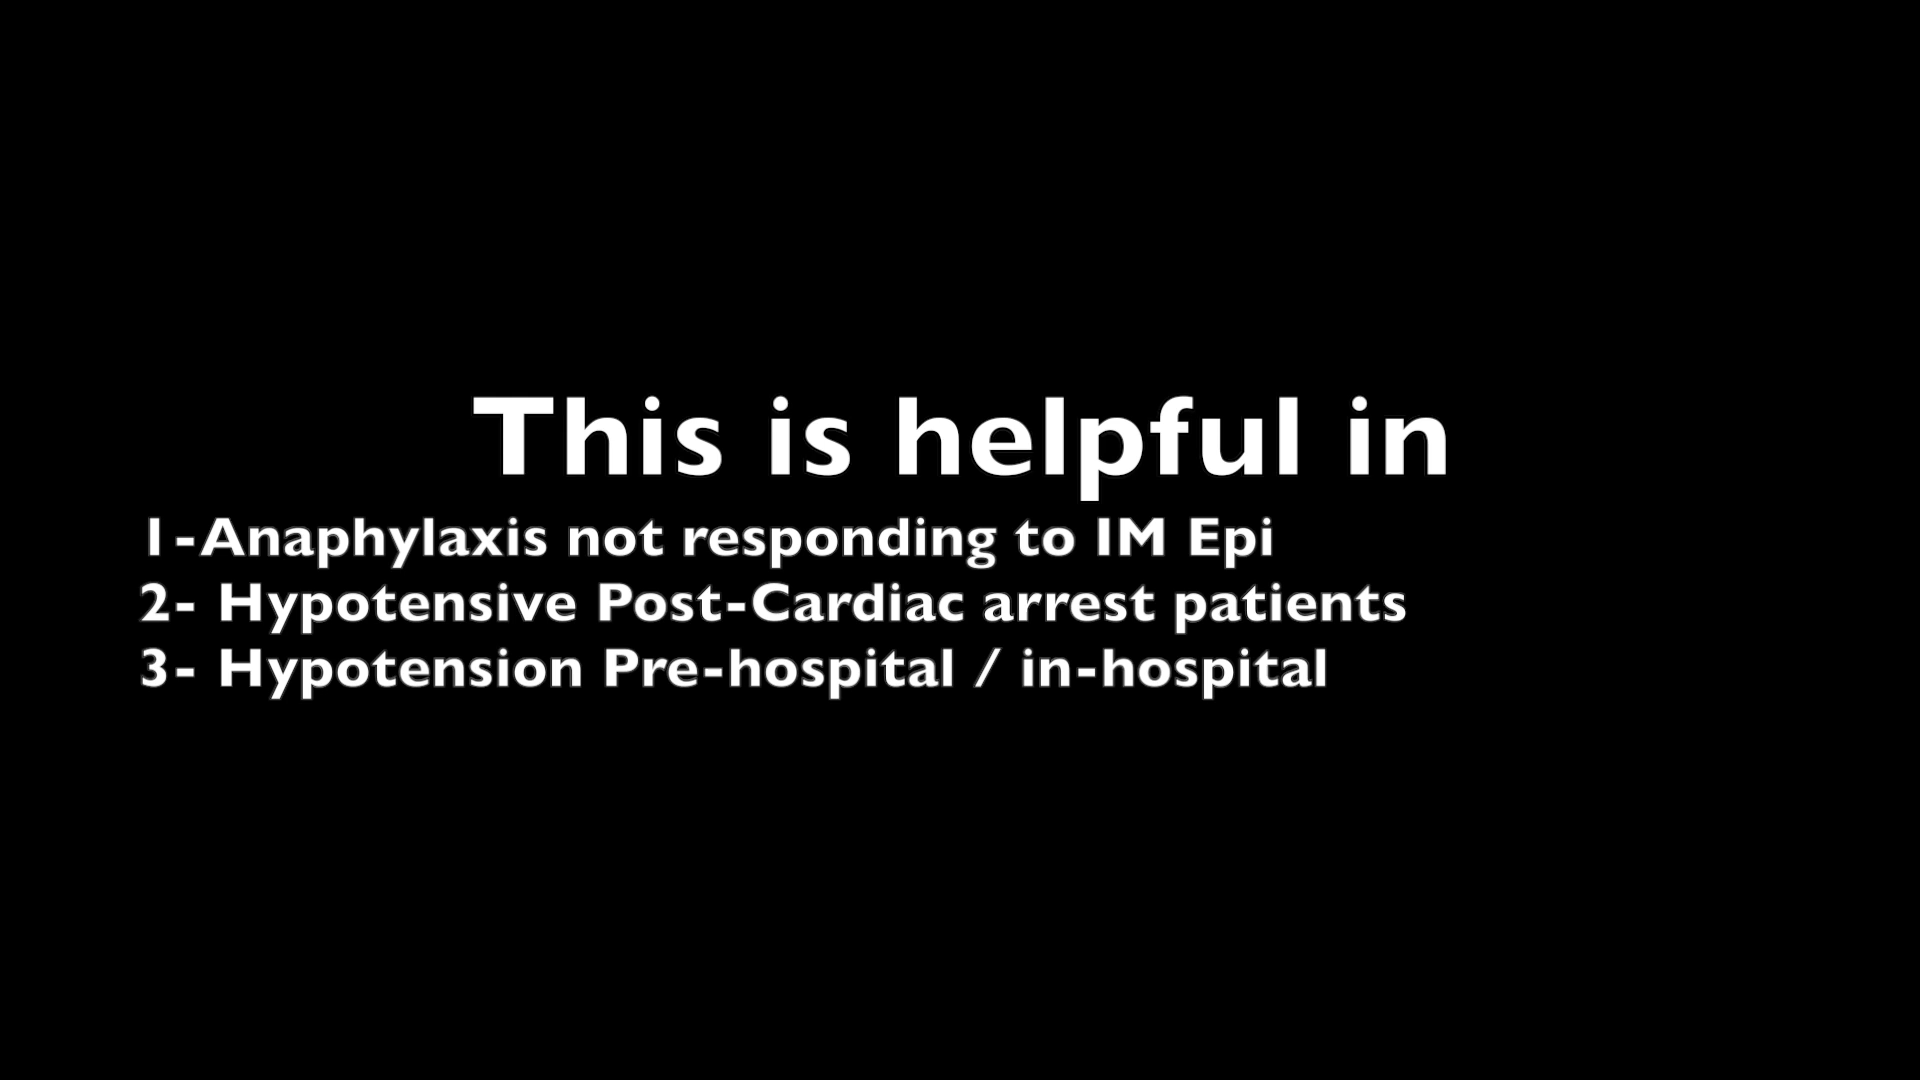 This is helpful in
1-Anaphylaxis not responding to IM Epi
2- Hypotensive Post-Cardiac arrest patients
3- Hypotension Pre-hospital / in-hospital